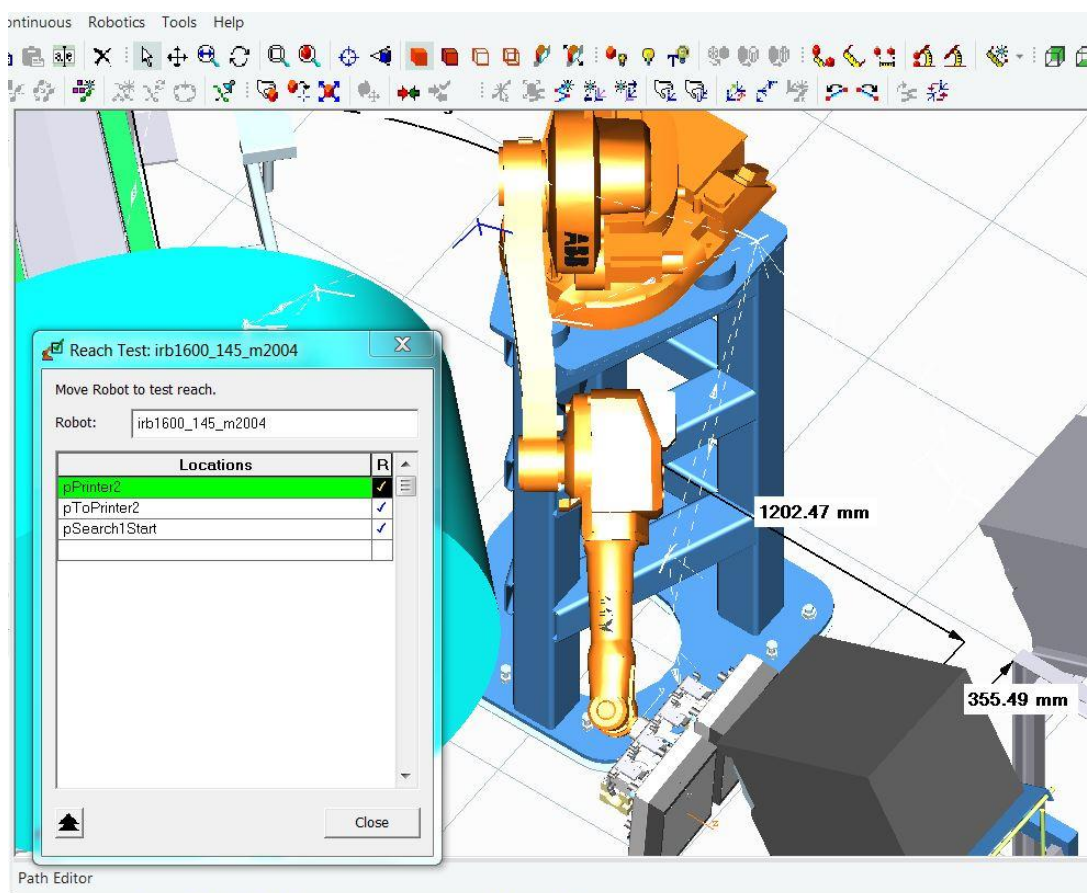 ontinuous Robotics Tools Help
ABB
Reach Test: irb1600_145_m2004
Move Robot to test reach.
Robot: irb1600_145_m2004
Locations R
pPrinter2
pToPrinter2
pSearch1Start
1202.47 mm
355.49 mm
Close
Path Editor